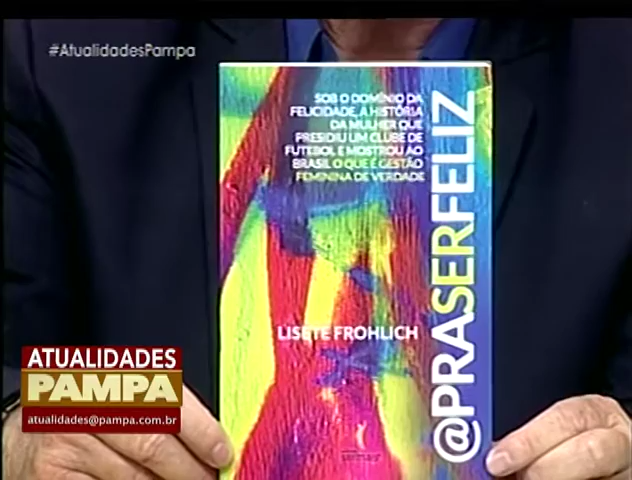 #AtualidadesPampa
SOB O DOMÍNIO DA
FELICIDADE, A HISTÓRIA
DA MULHER QUE
PRESIDIU UM CLUBE DE
FUTEBOL E MOSTROU AO
BRASIL O QUE É GESTÃO
FEMININA DE VERDADE
@PRASERFELIZ
LISETE FROHLICH
ATUALIDADES
PAMPA
atualidades@pampa.com.br